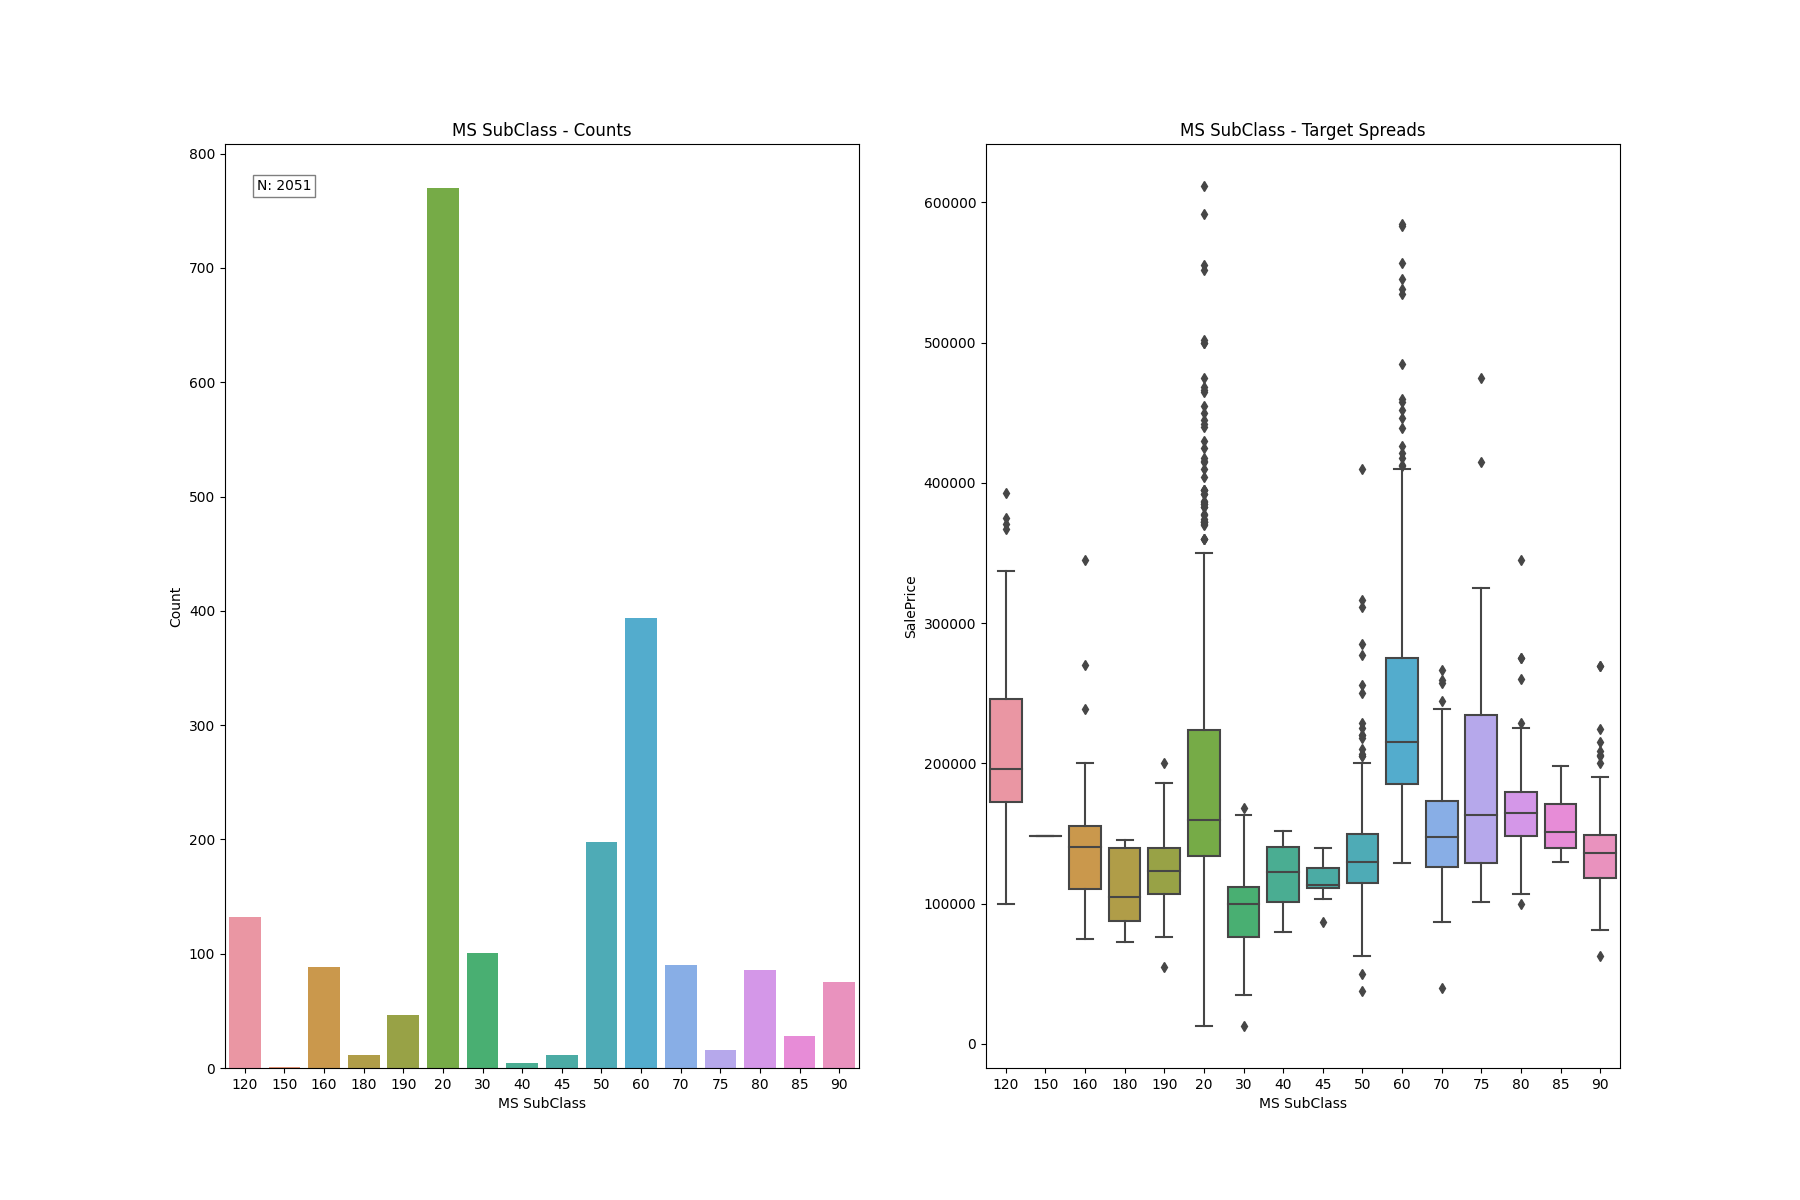 MS SubClass - Counts
N: 2051
800
700
600
500
400
300
200
100
0
Count
120 150 160 180 190 20 30 40 45 50 60 70 75 80 85 90
MS SubClass
MS SubClass - Target Spreads
600000
500000
400000
300000
200000
100000
0
SalePrice
120 150 160 180 190 20 30 40 45 50 60 70 75 80 85 90
MS SubClass